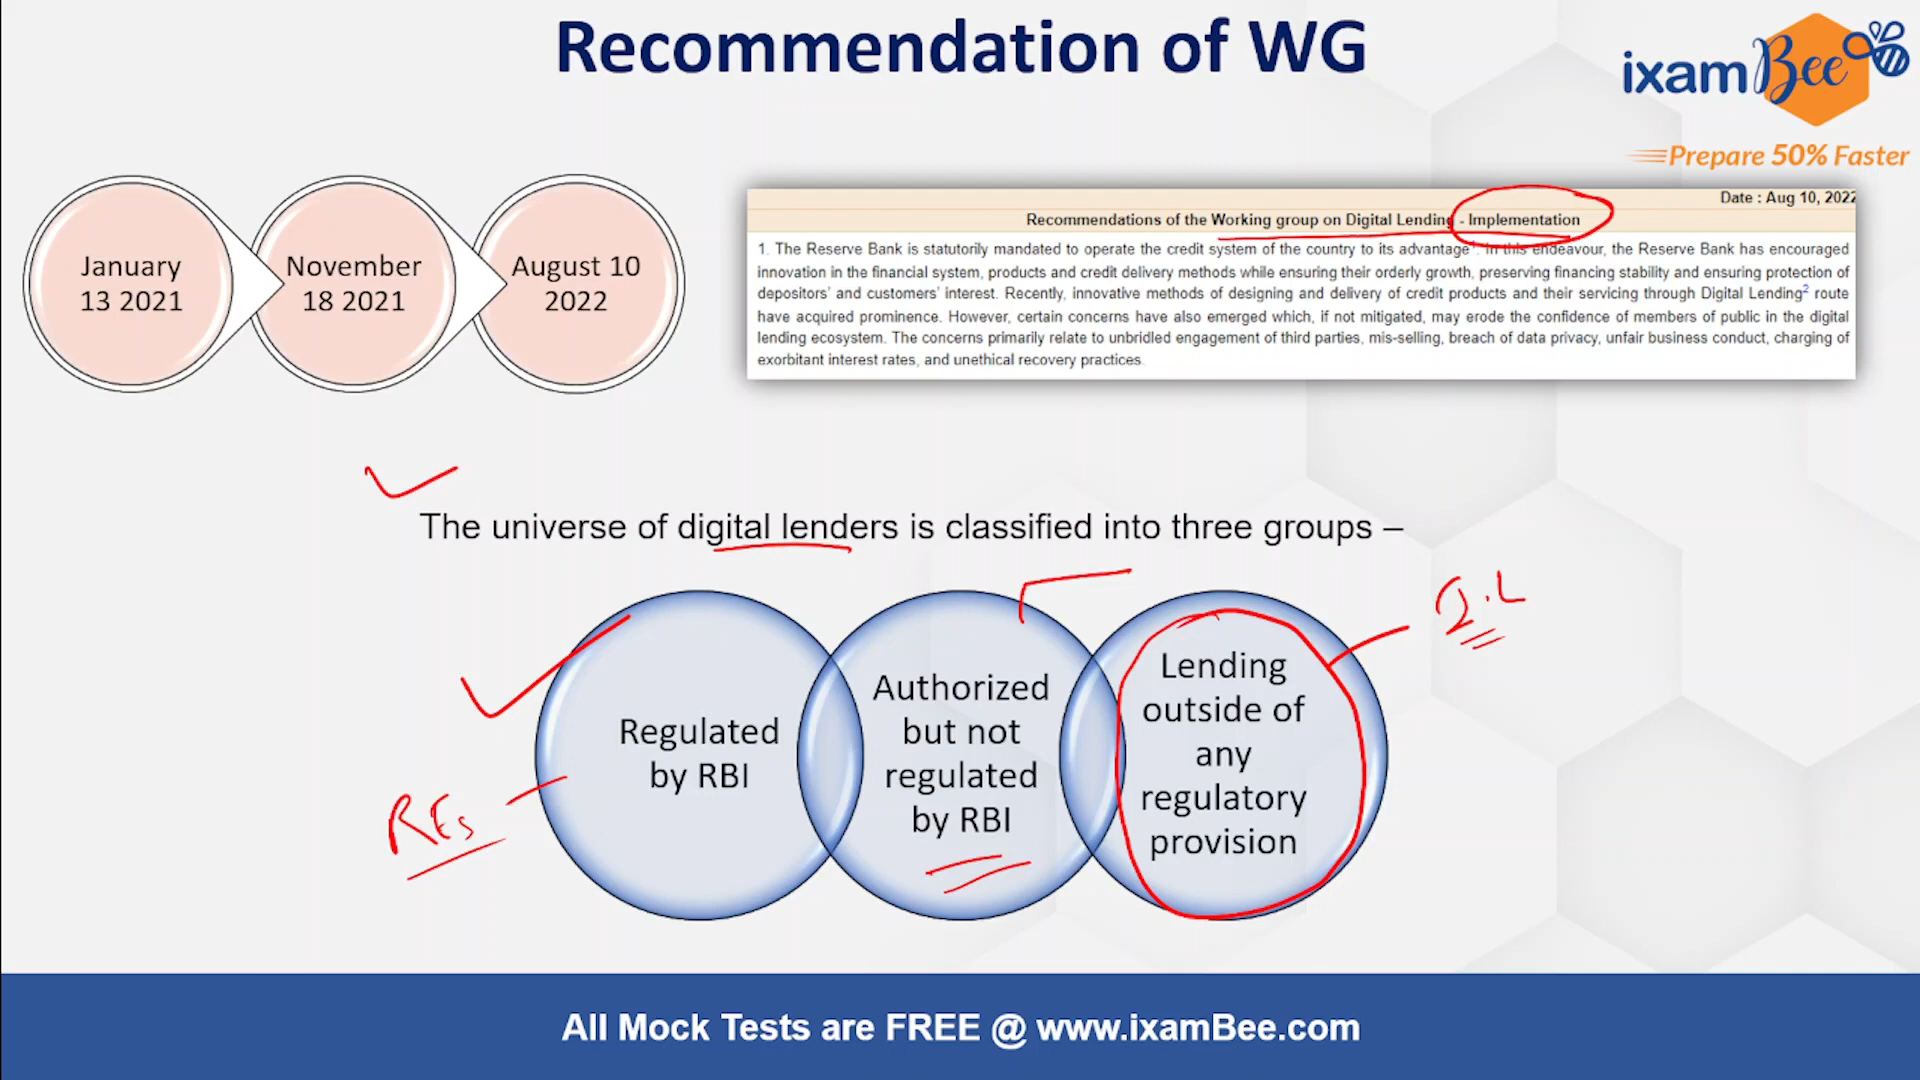 Recommendation of WG
ixamBee
Prepare 50% Faster
January
13 2021
November
18 2021
August 10
2022
Date : Aug 10, 2022
Recommendations of the Working group on Digital Lending - Implementation
1. The Reserve Bank is statutorily mandated to operate the credit system of the country to its advantage1. In this endeavour, the Reserve Bank has encouraged
innovation in the financial system, products and credit delivery methods while ensuring their orderly growth, preserving financing stability and ensuring protection of
depositors' and customers' interest. Recently, innovative methods of designing and delivery of credit products and their servicing through Digital Lending2 route
have acquired prominence. However, certain concerns have also emerged which, if not mitigated, may erode the confidence of members of public in the digital
lending ecosystem. The concerns primarily relate to unbridled engagement of third parties, mis-selling, breach of data privacy, unfair business conduct, charging of
exorbitant interest rates, and unethical recovery practices.
The universe of digital lenders is classified into three groups –
Regulated
by RBI
REs
Authorized
but not
regulated
by RBI
Lending
outside of
any
regulatory
provision
All Mock Tests are FREE @ www.ixamBee.com